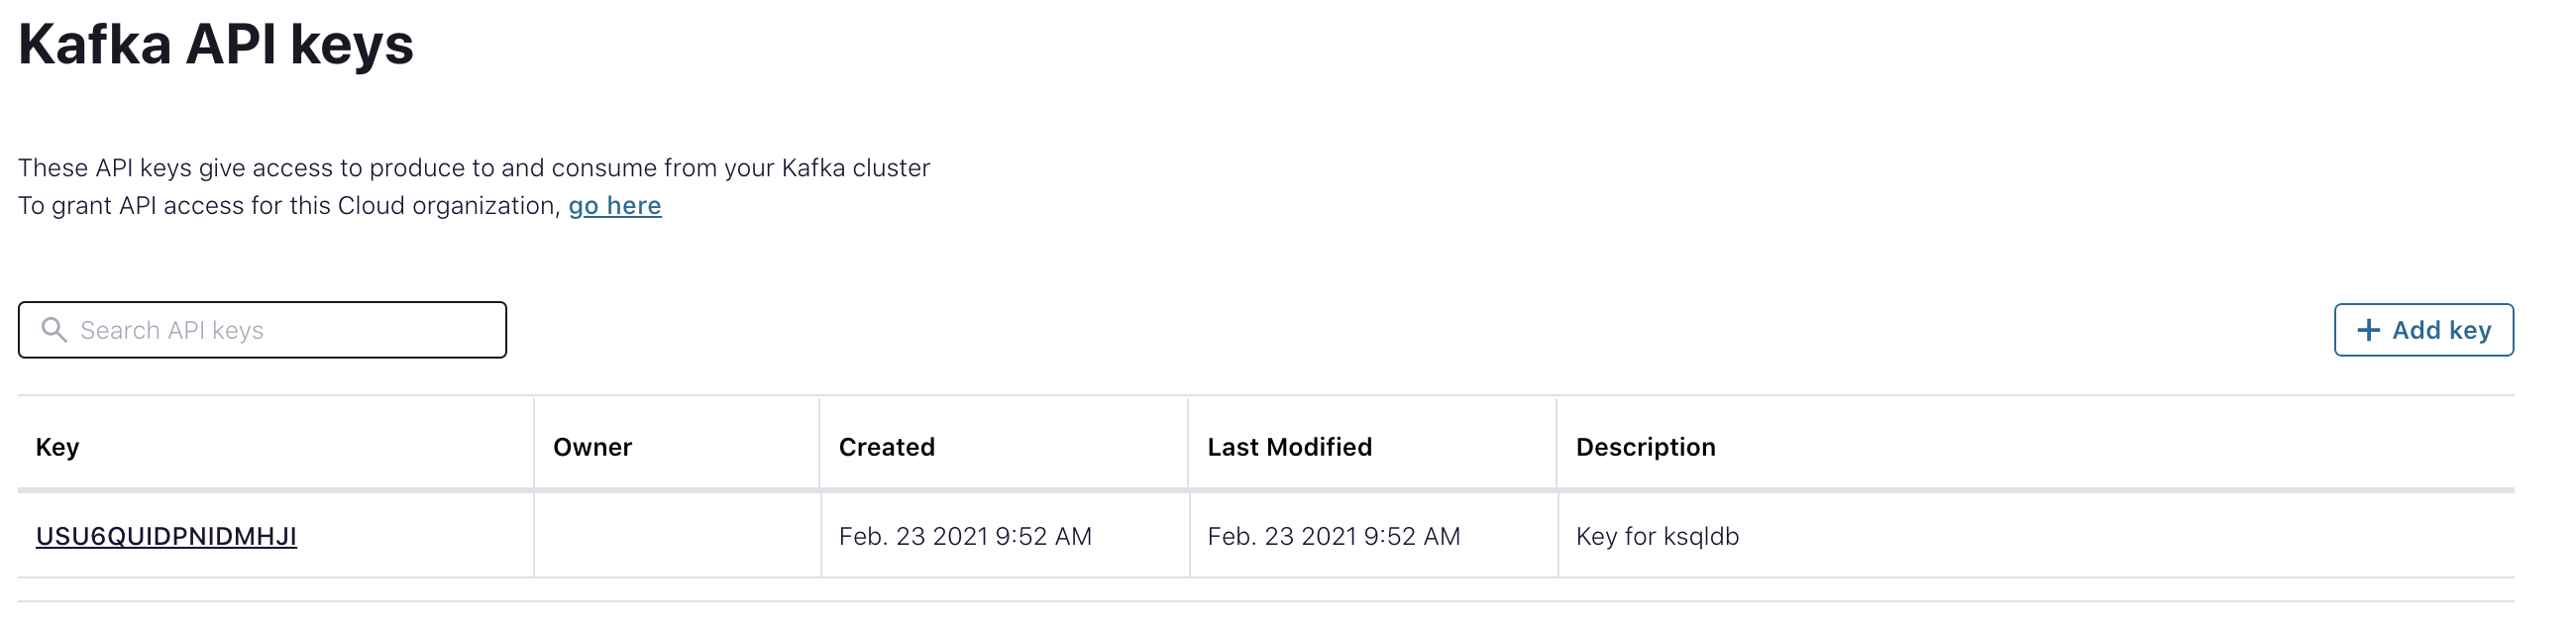 Kafka API keys
These API keys give access to produce to and consume from your Kafka cluster
To grant API access for this Cloud organization, go here
Search API keys
+ Add key
Key Owner Created Last Modified Description
USU6QUIDPNIDMHJI Feb. 23 2021 9:52 AM Feb. 23 2021 9:52 AM Key for ksqldb